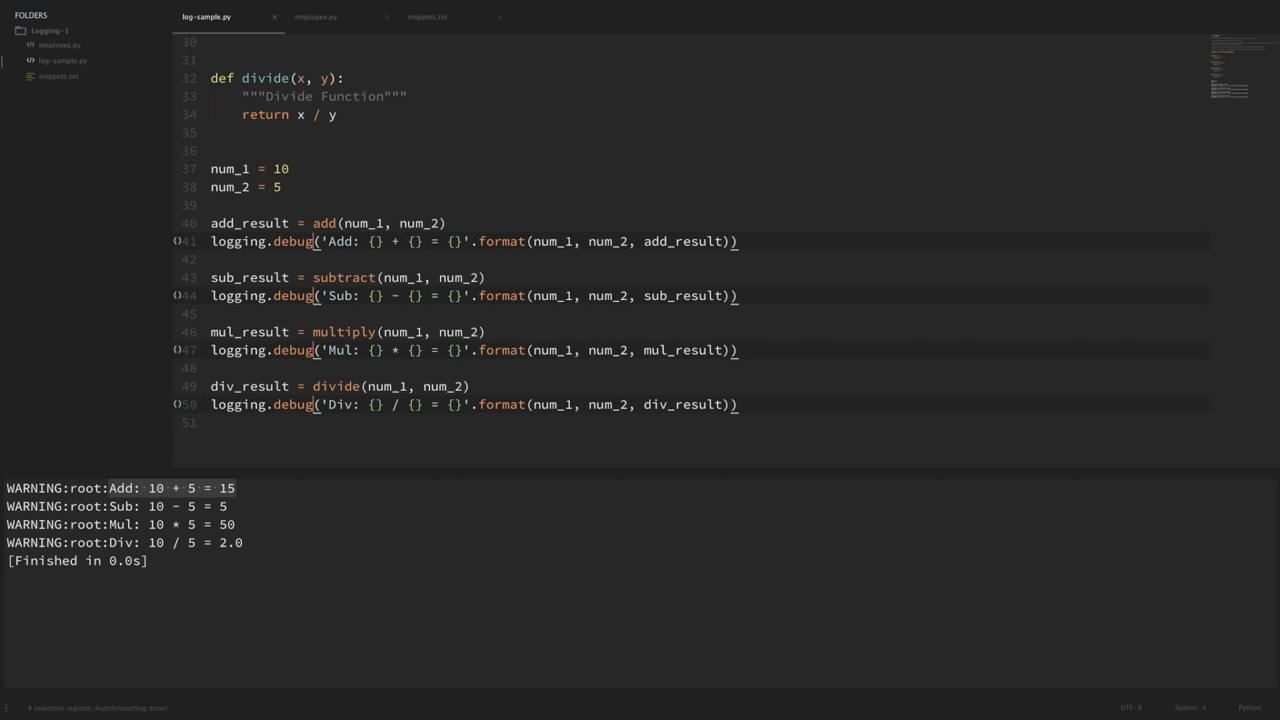 FOLDERS
Logging-1
employee.py
log-sample.py
snippets.txt
log-sample.py × employee.py × snippets.txt ×
30
31
32 def divide(x, y):
33 """Divide Function"""
34 return x / y
35
36
37 num_1 = 10
38 num_2 = 5
39
40 add_result = add(num_1, num_2)
41 logging.debug('Add: {} + {} = {}'.format(num_1, num_2, add_result))
42
43 sub_result = subtract(num_1, num_2)
44 logging.debug('Sub: {} - {} = {}'.format(num_1, num_2, sub_result))
45
46 mul_result = multiply(num_1, num_2)
47 logging.debug('Mul: {} * {} = {}'.format(num_1, num_2, mul_result))
48
49 div_result = divide(num_1, num_2)
50 logging.debug('Div: {} / {} = {}'.format(num_1, num_2, div_result))
51
WARNING:root:Add: 10 + 5 = 15
WARNING:root:Sub: 10 - 5 = 5
WARNING:root:Mul: 10 * 5 = 50
WARNING:root:Div: 10 / 5 = 2.0
[Finished in 0.0s]
4 selection regions; Autoformatting done! UTF-8 Spaces: 4 Python